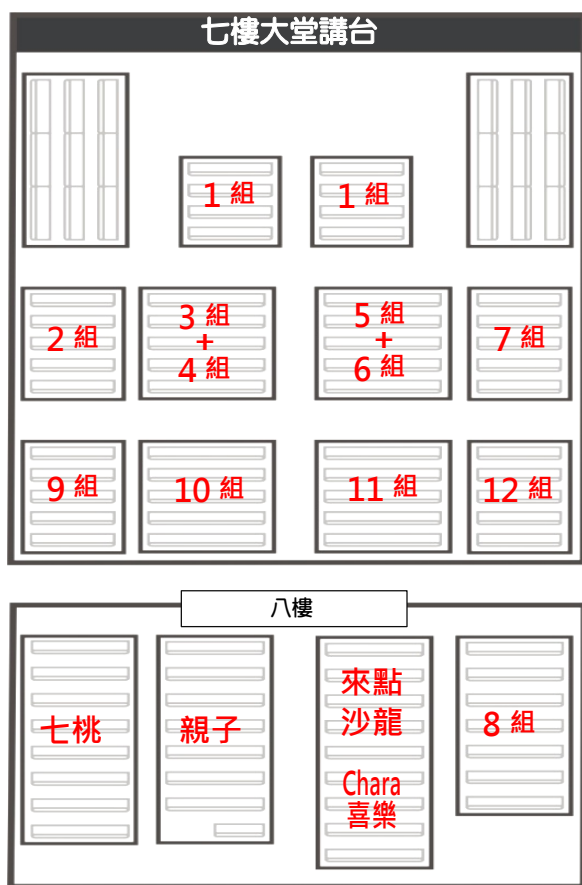 七樓大堂講台
1 組
1 組
2 組
3 組
+
4 組
5 組
+
6 組
7 組
9 組
10 組
11 組
12 組
八樓
七桃
親子
來點
沙龍
Chara
喜樂
8 組